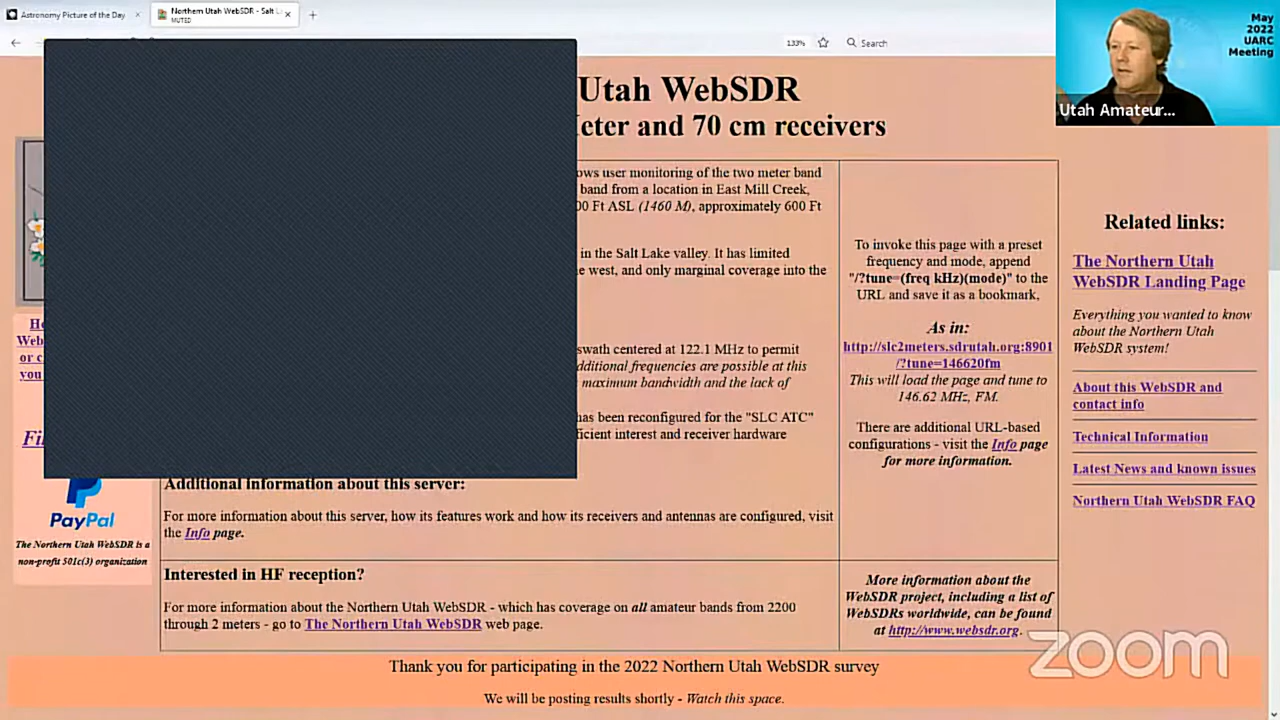 Astronomy Picture of the Day
Northern Utah WebSDR - Salt L
MUTED
133%
Search
May
2022
UARC
Meeting
Utah Amateur...
Utah WebSDR
eter and 70 cm receivers
ows user monitoring of the two meter band
band from a location in East Mill Creek,
00 Ft ASL (1460 M), approximately 600 Ft
in the Salt Lake valley. It has limited
e west, and only marginal coverage into the
swath centered at 122.1 MHz to permit
dditional frequencies are possible at this
maximum bandwidth and the lack of
has been reconfigured for the "SLC ATC"
ficient interest and receiver hardware
Additional information about this server:
For more information about this server, how its features work and how its receivers and antennas are configured, visit
the Info page.
Interested in HF reception?
For more information about the Northern Utah WebSDR - which has coverage on all amateur bands from 2200
through 2 meters - go to The Northern Utah WebSDR web page.
To invoke this page with a preset
frequency and mode, append
"/?tune=(freq kHz)(mode)" to the
URL and save it as a bookmark,
As in:
http://slc2meters.sdrutah.org:8901
/?tune=146620fm
This will load the page and tune to
146.62 MHz, FM.
There are additional URL-based
configurations - visit the Info page
for more information.
More information about the
WebSDR project, including a list of
WebSDRs worldwide, can be found
at http://www.websdr.org.
Related links:
The Northern Utah
WebSDR Landing Page
Everything you wanted to know
about the Northern Utah
WebSDR system!
About this WebSDR and
contact info
Technical Information
Latest News and known issues
Northern Utah WebSDR FAQ
He
Web
or c
you
Fi
PayPal
The Northern Utah WebSDR is a
non-profit 501c(3) organization
Thank you for participating in the 2022 Northern Utah WebSDR survey
We will be posting results shortly - Watch this space.
zoom